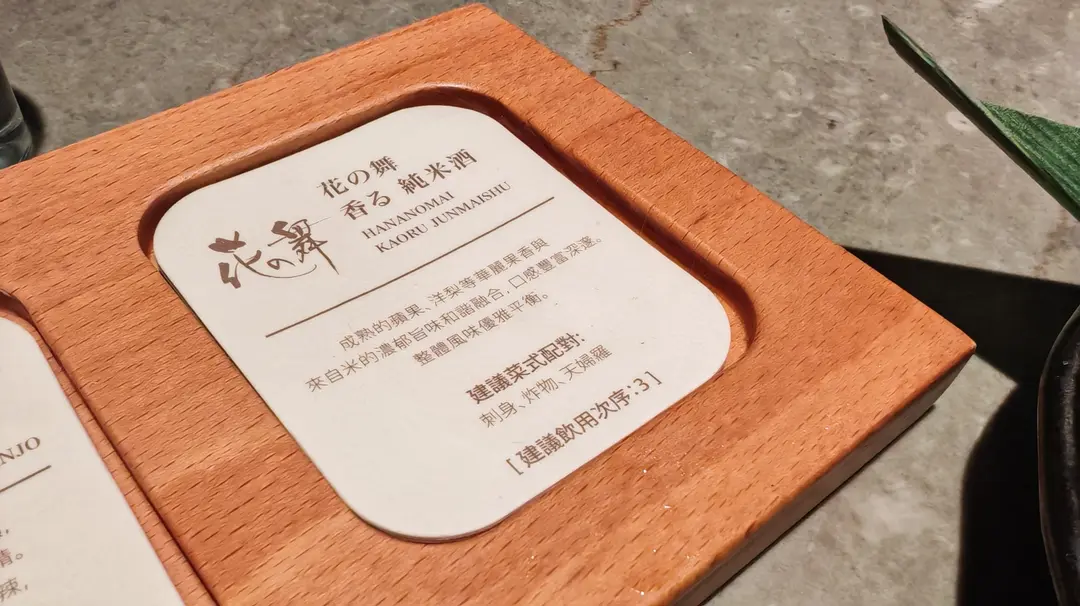 花の舞
花の舞
香る 純米酒
HANANOMAI
KAORU JUNMAISHU
成熟的蘋果、洋梨等華麗果香與
來自米的濃郁旨味和諧融合,口感豐富深邃。
整體風味優雅平衡。
建議菜式配對:
刺身、炸物、天婦羅
[建議飲用次序:3]
NJO
情。
辣,